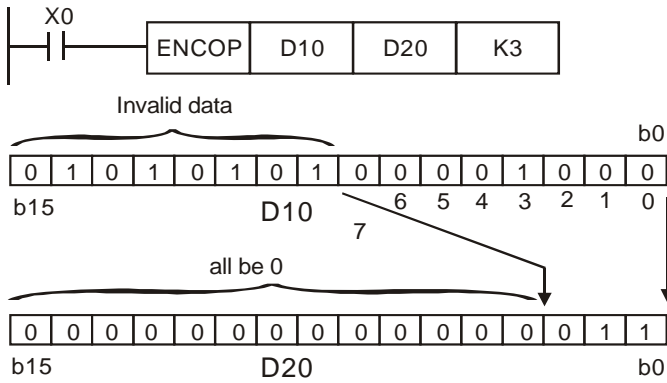 X0
ENCOP D10 D20 K3
Invalid data
b0
0 1 0 1 0 1 0 1 0 0 0 0 1 0 0 0
b15 D10 7 6 5 4 3 2 1 0
all be 0
0 0 0 0 0 0 0 0 0 0 0 0 0 0 1 1
b15 D20 b0